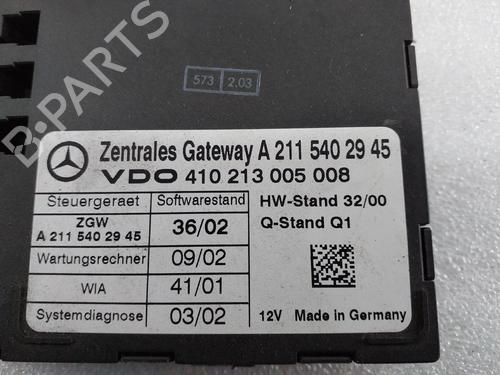 573 2.03
B-PARTS
Zentrales Gateway A 211 540 29 45
VDO 410 213 005 008
Steuergeraet Softwarestand
HW-Stand 32/00
ZGW
A 211 540 29 45 36/02
Q-Stand Q1
Wartungsrechner 09/02
WIA 41/01
Systemdiagnose 03/02
12V Made in Germany